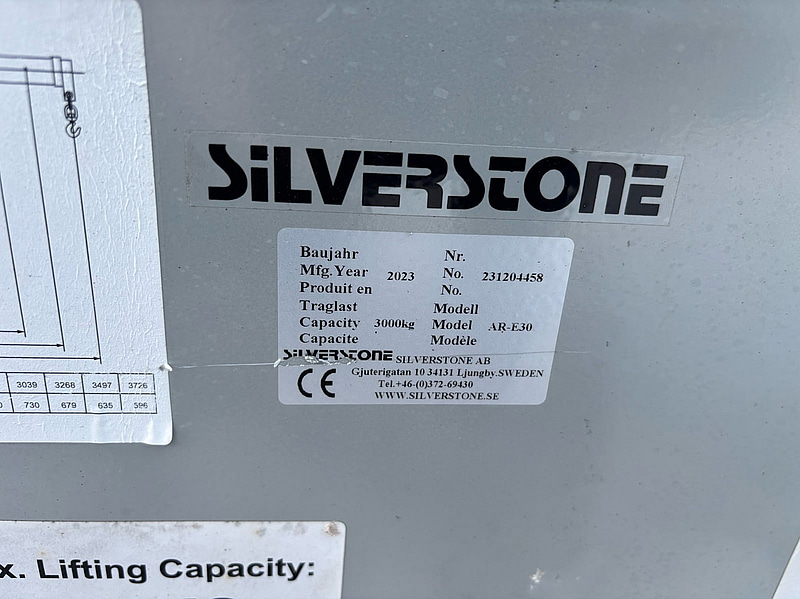 SiLVERSTONE
Baujahr
Mfg.Year 2023
Produit en
Nr.
No. 231204458
No.
Traglast
Capacity 3000kg
Capacite
Modell
Model AR-E30
Modèle
SiLVERSTONE SILVERSTONE AB
CE Gjuterigatan 10 34131 Ljungby.SWEDEN
Tel.+46-(0)372-69430
WWW.SILVERSTONE.SE
3039 3268 3497 3726
730 679 635 596
Lifting Capacity: